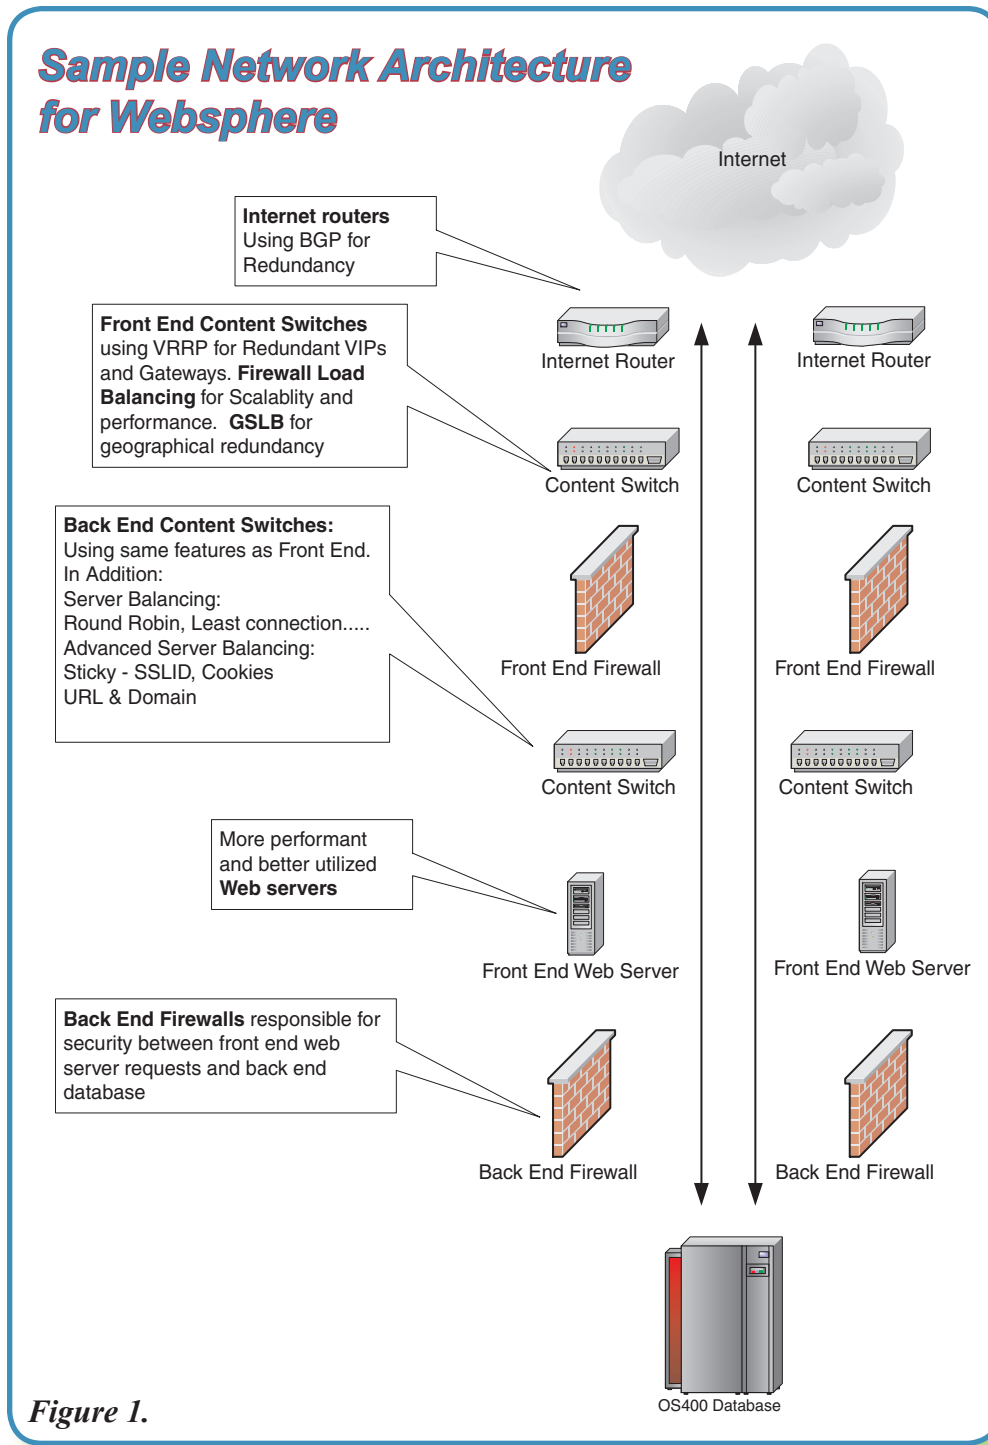 Sample Network Architecture
for Websphere
Internet
Internet routers
Using BGP for
Redundancy
Internet Router
Internet Router
Front End Content Switches
using VRRP for Redundant VIPs
and Gateways. Firewall Load
Balancing for Scalablity and
performance. GSLB for
geographical redundancy
Content Switch
Content Switch
Back End Content Switches:
Using same features as Front End.
In Addition:
Server Balancing:
Round Robin, Least connection.....
Advanced Server Balancing:
Sticky - SSLID, Cookies
URL & Domain
Front End Firewall
Front End Firewall
Content Switch
Content Switch
More performant
and better utilized
Web servers
Front End Web Server
Front End Web Server
Back End Firewalls responsible for
security between front end web
server requests and back end
database
Back End Firewall
Back End Firewall
OS400 Database
Figure 1.